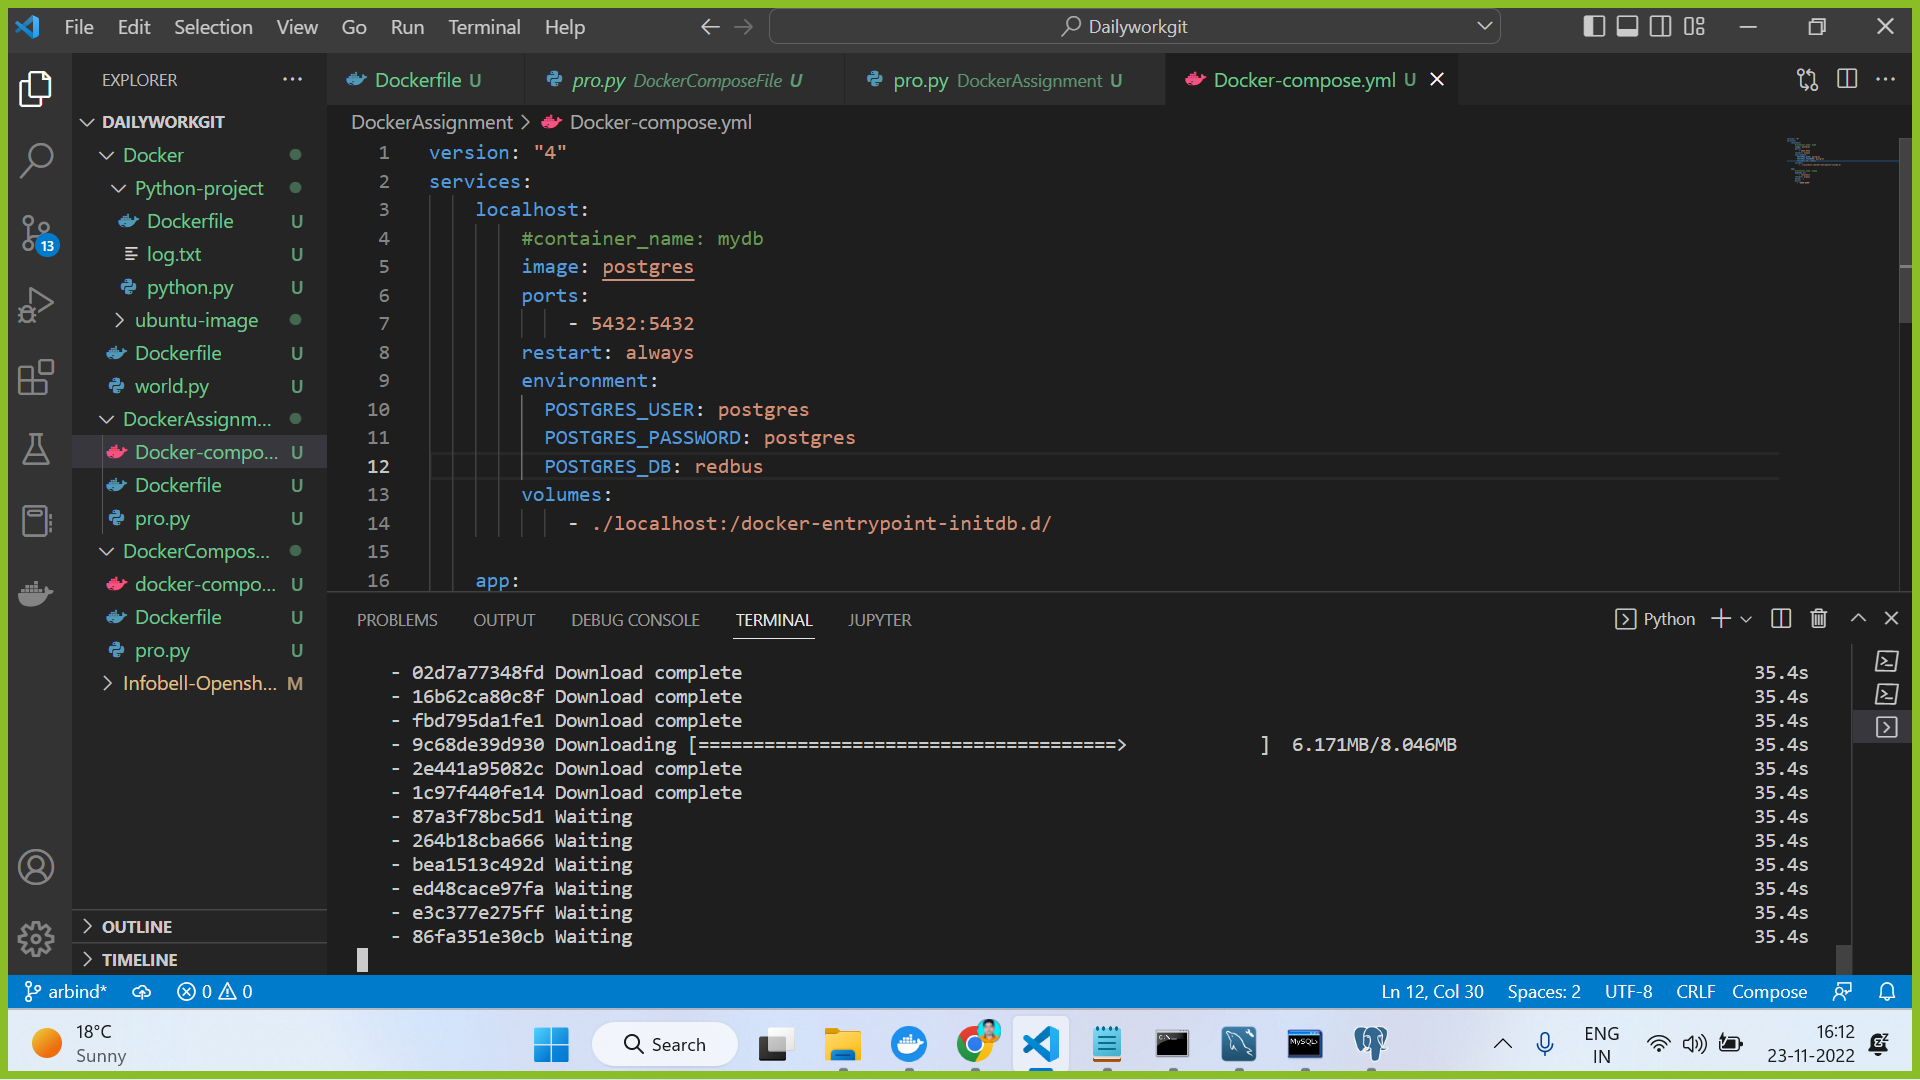 File Edit Selection View Go Run Terminal Help
Dailyworkgit
EXPLORER
Dockerfile U
pro.py DockerComposeFile U
pro.py DockerAssignment U
Docker-compose.yml U
DAILYWORKGIT
Docker
Python-project
Dockerfile U
log.txt U
python.py U
ubuntu-image
Dockerfile U
world.py U
DockerAssignm...
Docker-compo... U
Dockerfile U
pro.py U
DockerCompos...
docker-compo... U
Dockerfile U
pro.py U
Infobell-Opensh... M
OUTLINE
TIMELINE
13
DockerAssignment > Docker-compose.yml
1 version: "4"
2 services:
3 localhost:
4 #container_name: mydb
5 image: postgres
6 ports:
7 - 5432:5432
8 restart: always
9 environment:
10 POSTGRES_USER: postgres
11 POSTGRES_PASSWORD: postgres
12 POSTGRES_DB: redbus
13 volumes:
14 - ./localhost:/docker-entrypoint-initdb.d/
15
16 app:
PROBLEMS OUTPUT DEBUG CONSOLE TERMINAL JUPYTER
Python
- 02d7a77348fd Download complete 35.4s
- 16b62ca80c8f Download complete 35.4s
- fbd795da1fe1 Download complete 35.4s
- 9c68de39d930 Downloading [======================================> ] 6.171MB/8.046MB 35.4s
- 2e441a95082c Download complete 35.4s
- 1c97f440fe14 Download complete 35.4s
- 87a3f78bc5d1 Waiting 35.4s
- 264b18cba666 Waiting 35.4s
- bea1513c492d Waiting 35.4s
- ed48cace97fa Waiting 35.4s
- e3c377e275ff Waiting 35.4s
- 86fa351e30cb Waiting 35.4s
arbind* 0 0
Ln 12, Col 30 Spaces: 2 UTF-8 CRLF Compose
18°C
Sunny
Search
MySQL
ENG
IN
16:12
23-11-2022